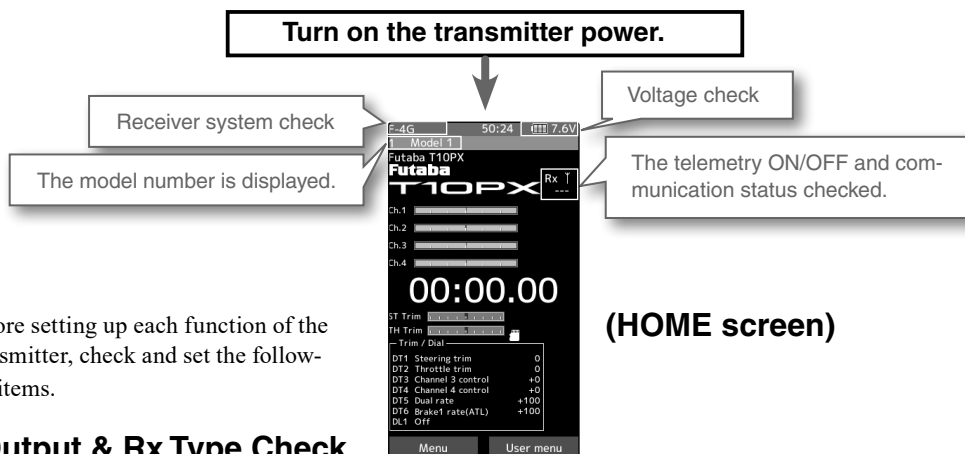 Turn on the transmitter power.
Receiver system check
Voltage check
The model number is displayed.
The telemetry ON/OFF and com-
munication status checked.
F-4G 50:24 7.6V
1 Model 1
Futaba T10PX
Futaba
T10PX
Rx
---
Ch.1
Ch.2
Ch.3
Ch.4
00:00.00
ST Trim
TH Trim
Trim / Dial
DT1 Steering trim 0
DT2 Throttle trim 0
DT3 Channel 3 control +0
DT4 Channel 4 control +0
DT5 Dual rate +100
DT6 Brake1 rate(ATL) +100
DL1 Off
Menu User menu
(HOME screen)
ore setting up each function of the
nsmitter, check and set the follow-
items.
Output & Rx Type Check